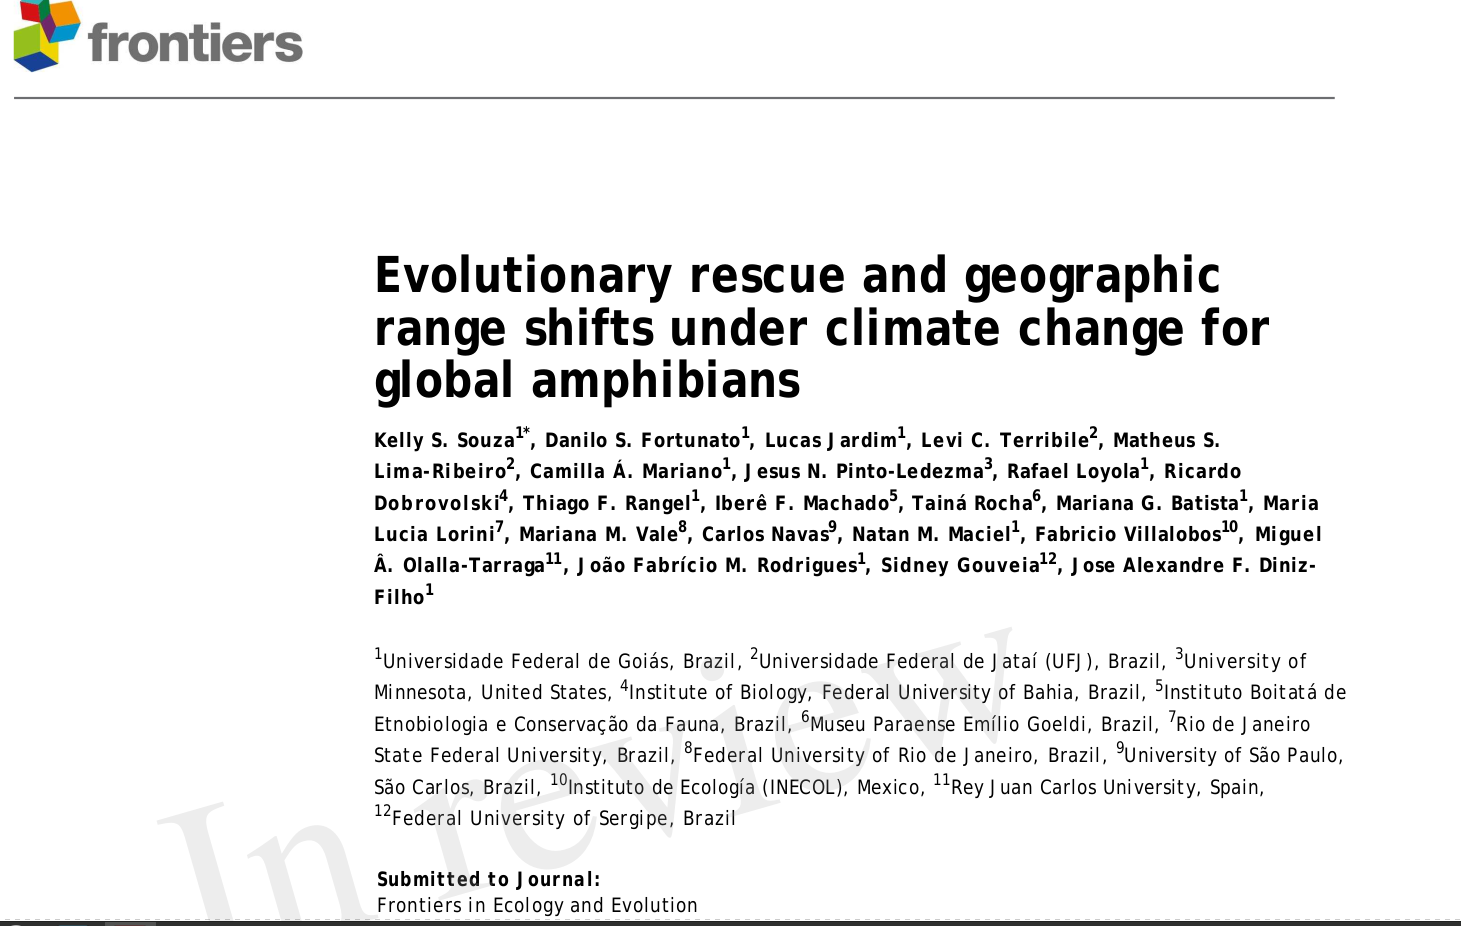 frontiers
Evolutionary rescue and geographic
range shifts under climate change for
global amphibians
Kelly S. Souza1*, Danilo S. Fortunato1, Lucas Jardim1, Levi C. Terribile2, Matheus S.
Lima-Ribeiro2, Camilla Á. Mariano1, Jesus N. Pinto-Ledezma3, Rafael Loyola1, Ricardo
Dobrovolski4, Thiago F. Rangel1, Iberê F. Machado5, Tainá Rocha6, Mariana G. Batista1, Maria
Lucia Lorini7, Mariana M. Vale8, Carlos Navas9, Natan M. Maciel1, Fabricio Villalobos10, Miguel
Â. Olalla-Tarraga11, João Fabrício M. Rodrigues1, Sidney Gouveia12, Jose Alexandre F. Diniz-
Filho1
1Universidade Federal de Goiás, Brazil, 2Universidade Federal de Jataí (UFJ), Brazil, 3University of
Minnesota, United States, 4Institute of Biology, Federal University of Bahia, Brazil, 5Instituto Boitatá de
Etnobiologia e Conservação da Fauna, Brazil, 6Museu Paraense Emílio Goeldi, Brazil, 7Rio de Janeiro
State Federal University, Brazil, 8Federal University of Rio de Janeiro, Brazil, 9University of São Paulo,
São Carlos, Brazil, 10Instituto de Ecología (INECOL), Mexico, 11Rey Juan Carlos University, Spain,
12Federal University of Sergipe, Brazil
In review
Submitted to Journal:
Frontiers in Ecology and Evolution